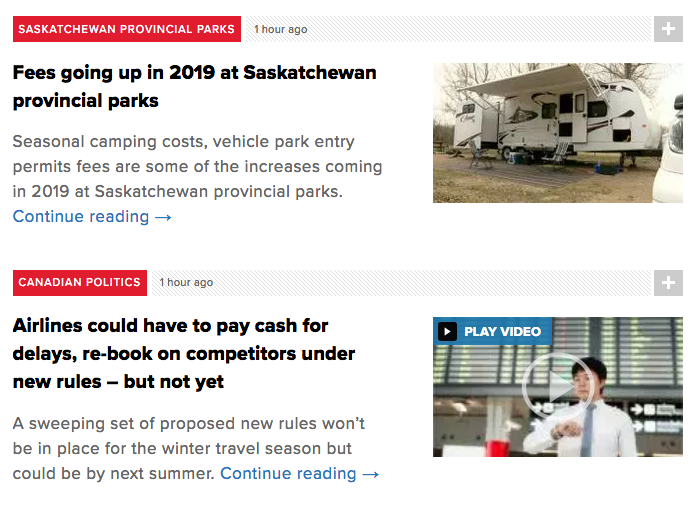 SASKATCHEWAN PROVINCIAL PARKS 1 hour ago
Fees going up in 2019 at Saskatchewan
provincial parks
Seasonal camping costs, vehicle park entry
permits fees are some of the increases coming
in 2019 at Saskatchewan provincial parks.
Continue reading →
CANADIAN POLITICS 1 hour ago
Airlines could have to pay cash for
delays, re-book on competitors under
new rules – but not yet
PLAY VIDEO
A sweeping set of proposed new rules won’t
be in place for the winter travel season but
could be by next summer. Continue reading →